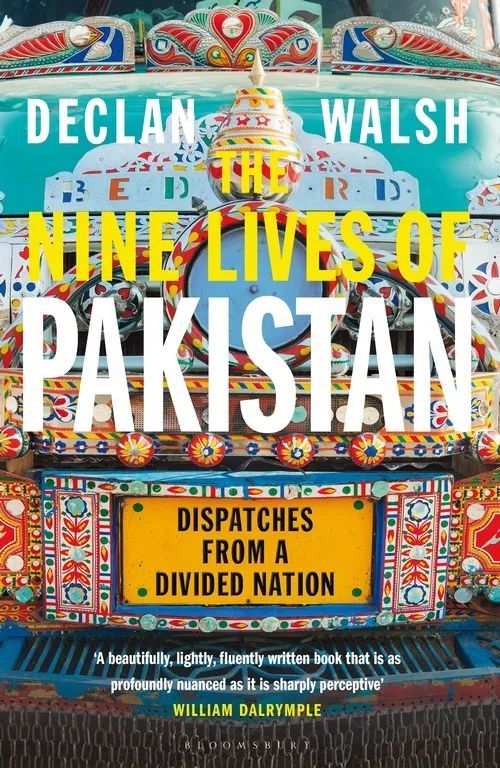 DECLAN WALSH
THE
BEDFORD
NINE LIVES OF
PAKISTAN
DISPATCHES
FROM A
DIVIDED NATION
'A beautifully, lightly, fluently written book that is as
profoundly nuanced as it is sharply perceptive'
WILLIAM DALRYMPLE
BLOOMSBURY